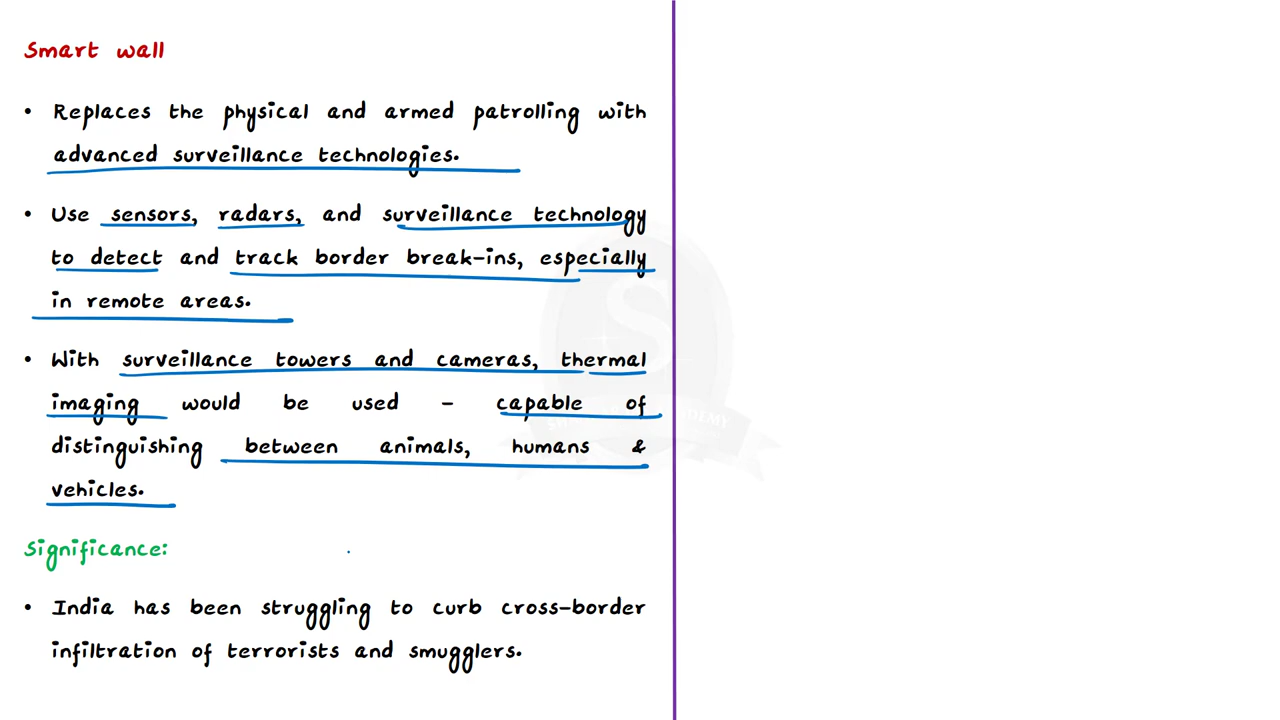 Smart wall
• Replaces the physical and armed patrolling with
advanced surveillance technologies.
• Use sensors, radars, and surveillance technology
to detect and track border break-ins, especially
in remote areas.
• With surveillance towers and cameras, thermal
imaging would be used - capable of
distinguishing between animals, humans &
vehicles.
Significance:
• India has been struggling to curb cross-border
infiltration of terrorists and smugglers.